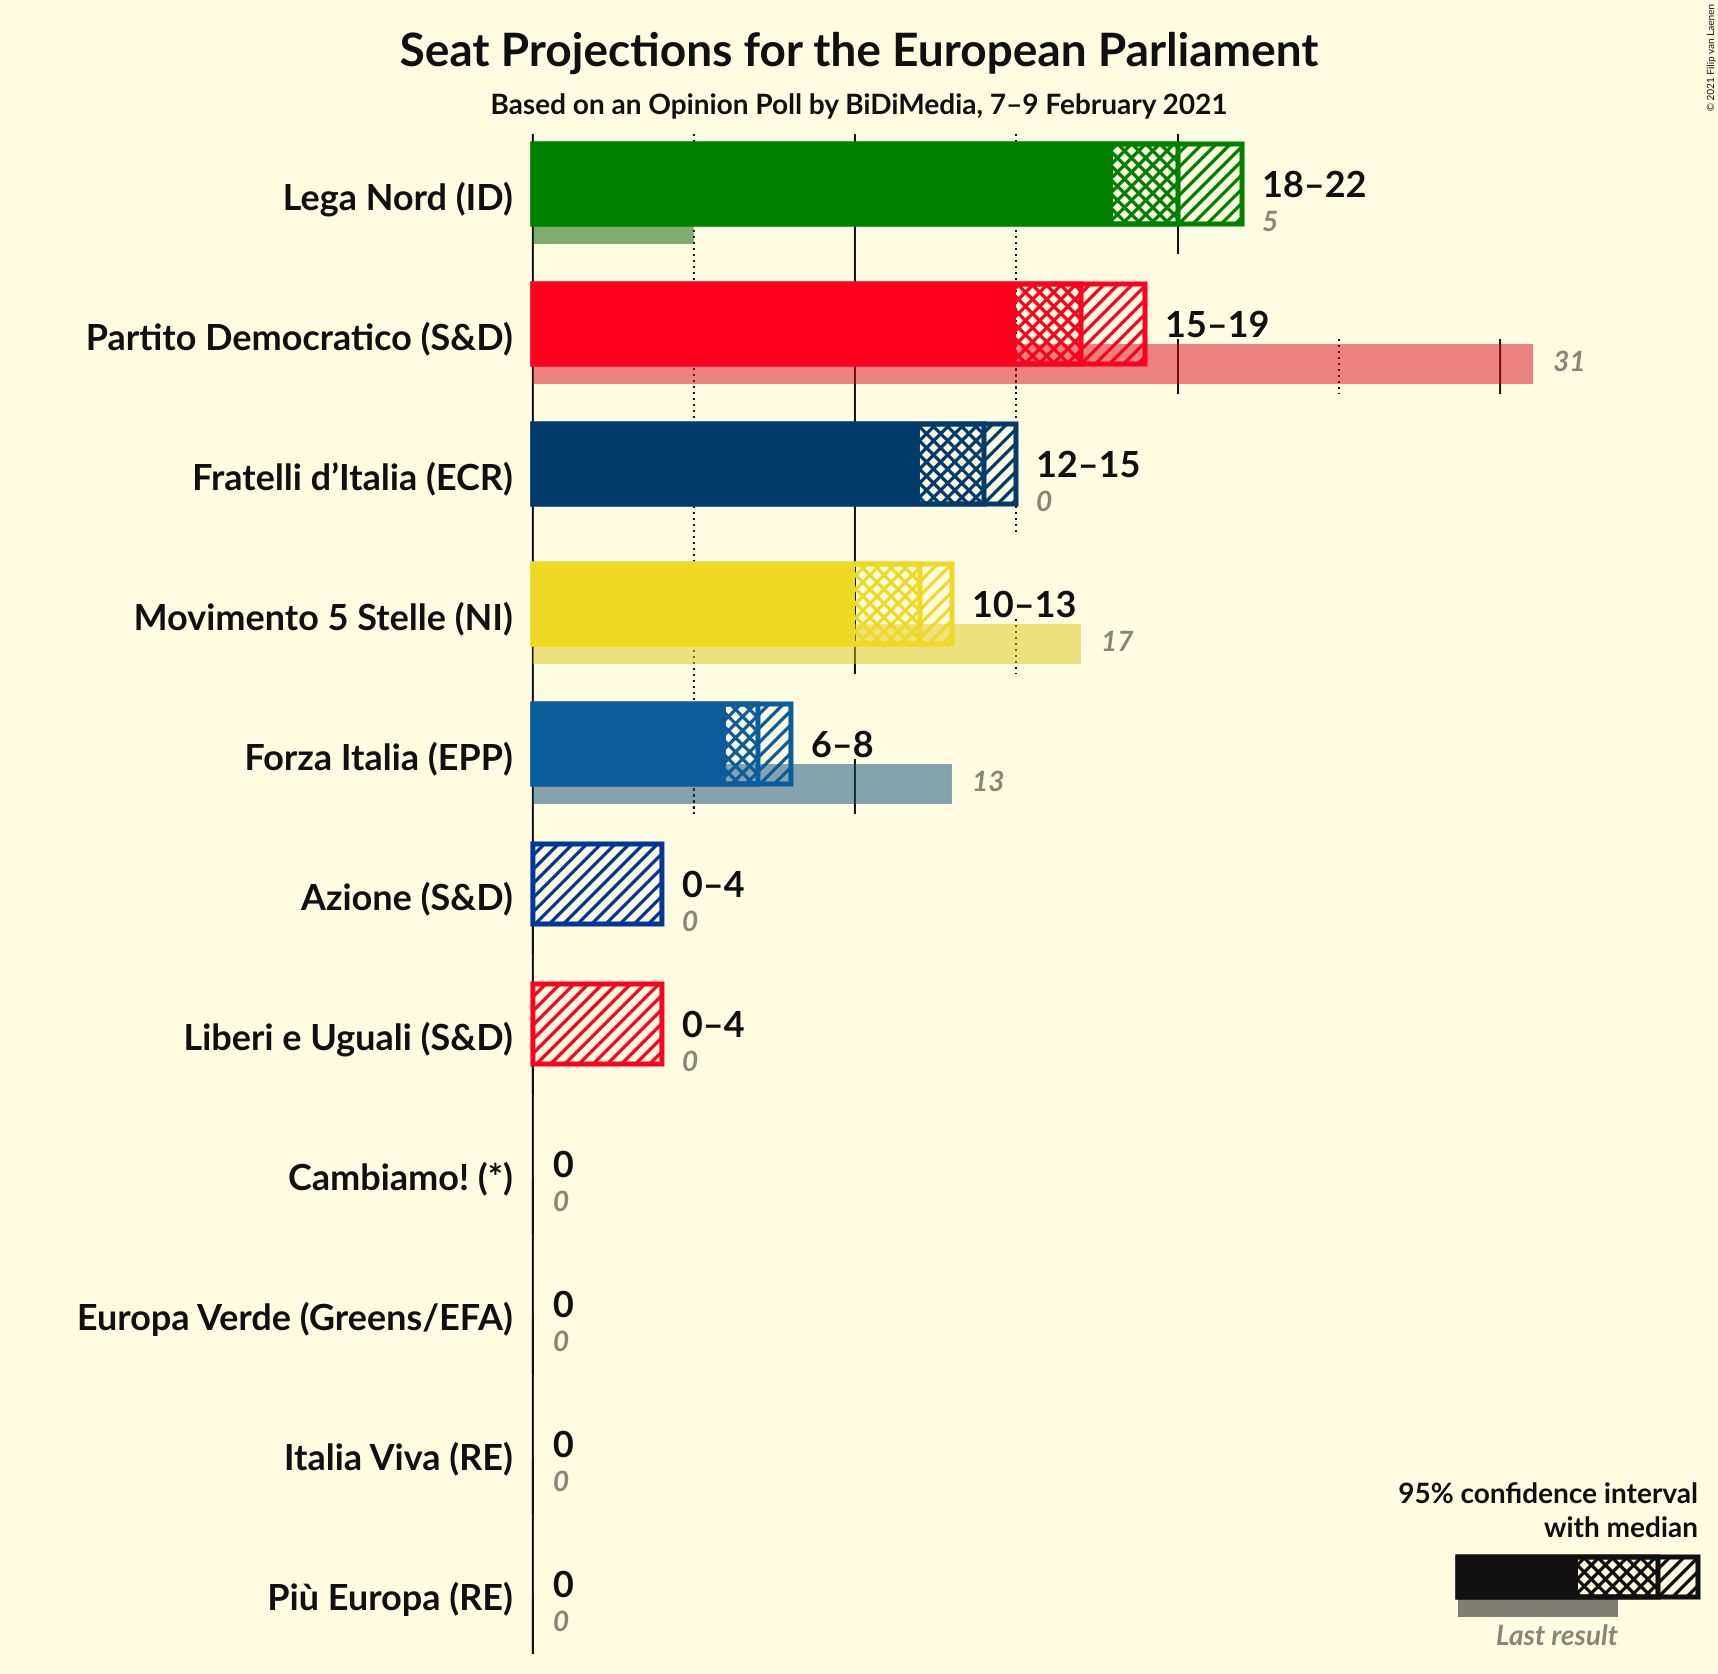 Seat Projections for the European Parliament
Based on an Opinion Poll by BiDiMedia, 7–9 February 2021
© 2021 Filip van Laenen
Lega Nord (ID)
18–22
5
Partito Democratico (S&D)
15–19
31
Fratelli d’Italia (ECR)
12–15
0
Movimento 5 Stelle (NI)
10–13
17
Forza Italia (EPP)
6–8
13
Azione (S&D)
0–4
0
Liberi e Uguali (S&D)
0–4
0
Cambiamo! (*)
0
0
Europa Verde (Greens/EFA)
0
0
Italia Viva (RE)
0
0
Più Europa (RE)
0
0
95% confidence interval
with median
Last result